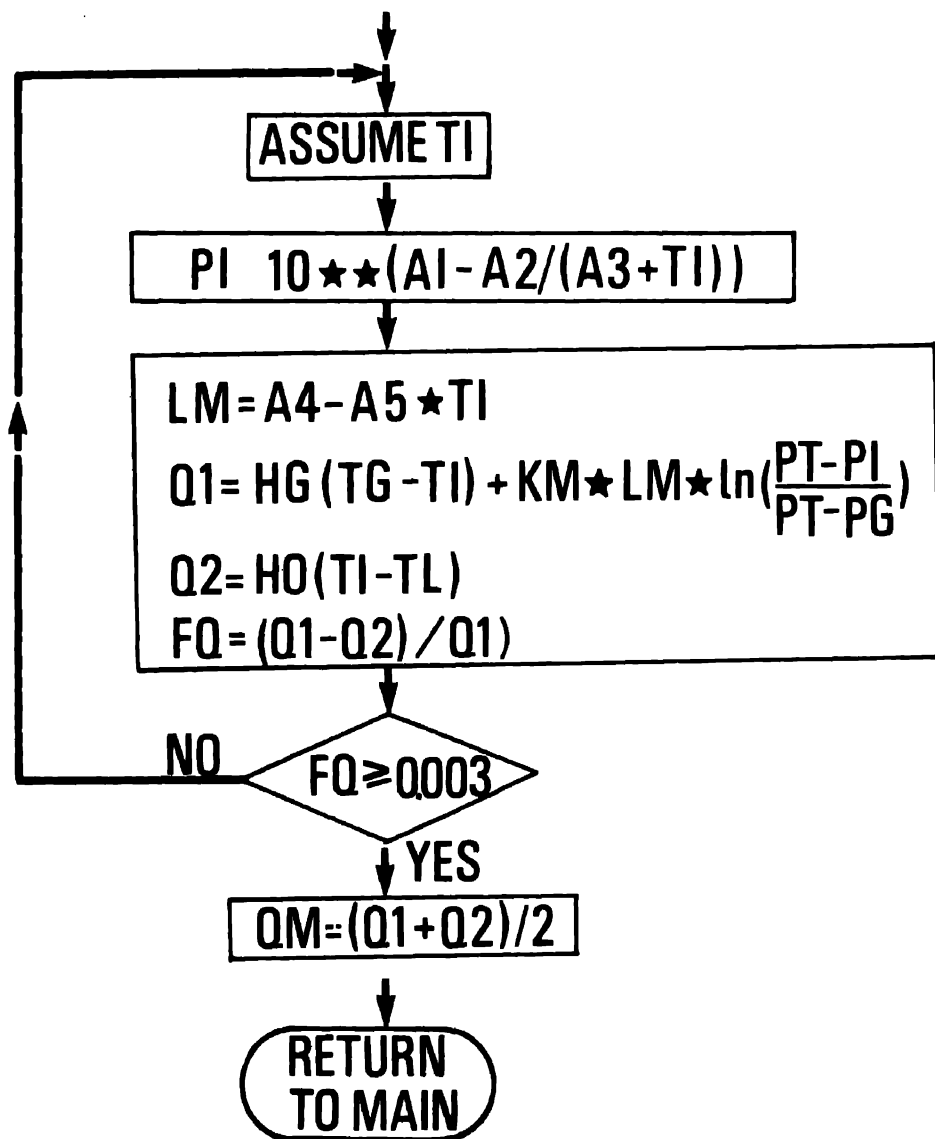 ASSUME TI
PI 10★★(A1-A2/(A3+TI))
LM=A4-A5★TI
Q1=HG(TG-TI)+KM★LM★ln(PT-PI/PT-PG)
Q2=HO(TI-TL)
FQ=(Q1-Q2)/Q1)
NO
FQ≥0.003
YES
QM=(Q1+Q2)/2
RETURN
TO MAIN